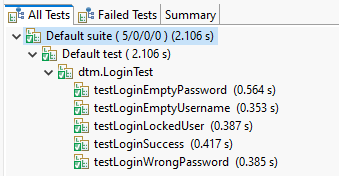 All Tests Failed Tests Summary
Default suite ( 5/0/0/0 ) (2.106 s)
Default test ( 2.106 s)
dtm.LoginTest
testLoginEmptyPassword (0.564 s)
testLoginEmptyUsername (0.353 s)
testLoginLockedUser (0.387 s)
testLoginSuccess (0.417 s)
testLoginWrongPassword (0.385 s)